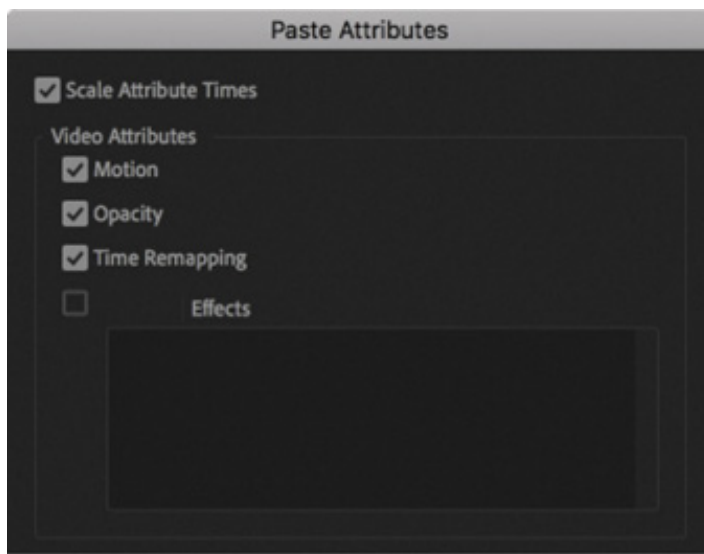 Paste Attributes
Scale Attribute Times
Video Attributes
Motion
Opacity
Time Remapping
Effects